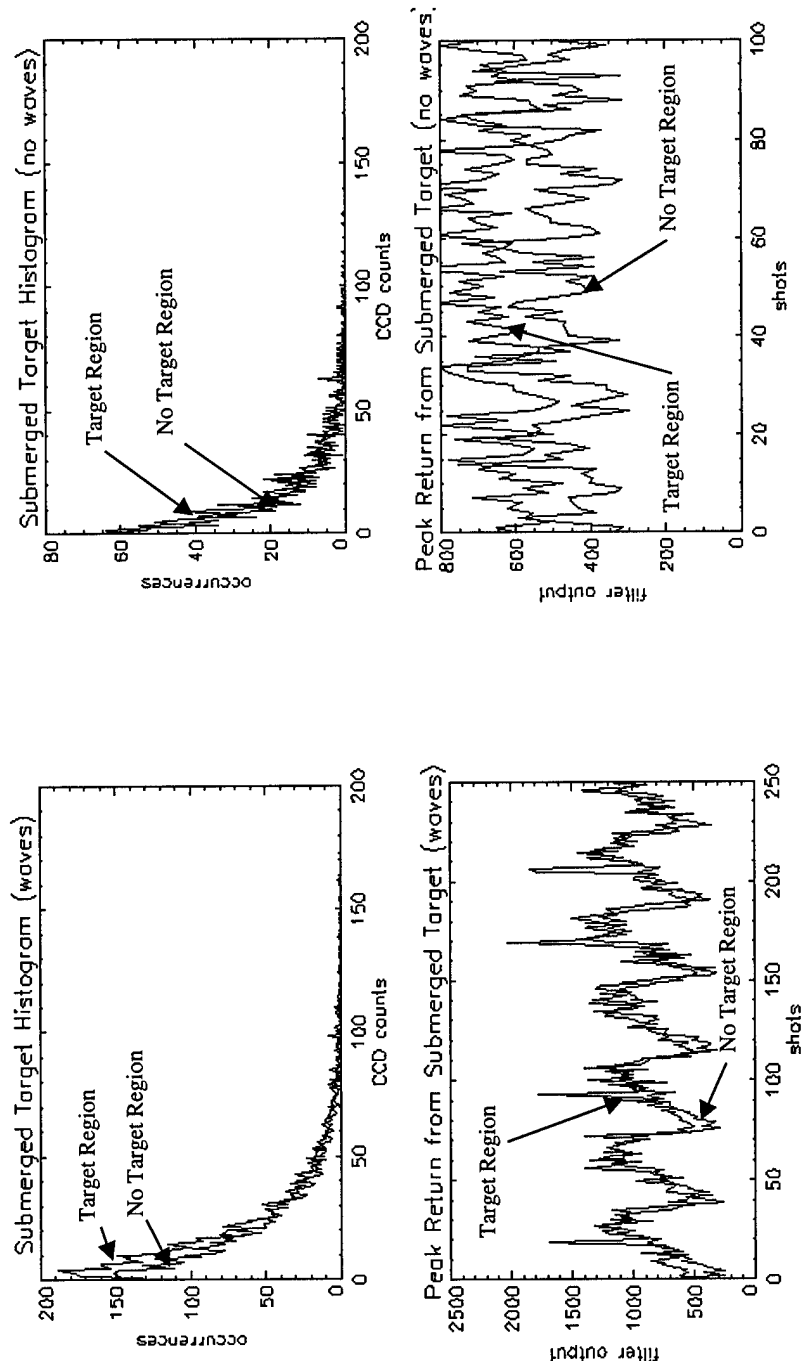 Submerged Target Histogram (waves)
200
150
100
50
0
occurrences
Target Region
No Target Region
0
50
100
150
200
CCD counts
Submerged Target Histogram (no waves)
80
60
40
20
0
occurrences
Target Region
No Target Region
0
50
100
150
200
CCD counts
Peak Return from Submerged Target (waves)
2500
2000
1500
1000
500
0
filter output
Target Region
No Target Region
0
50
100
150
200
250
shots
Peak Return from Submerged Target (no waves)
800
600
400
200
0
filter output
Target Region
No Target Region
0
20
40
60
80
100
shots